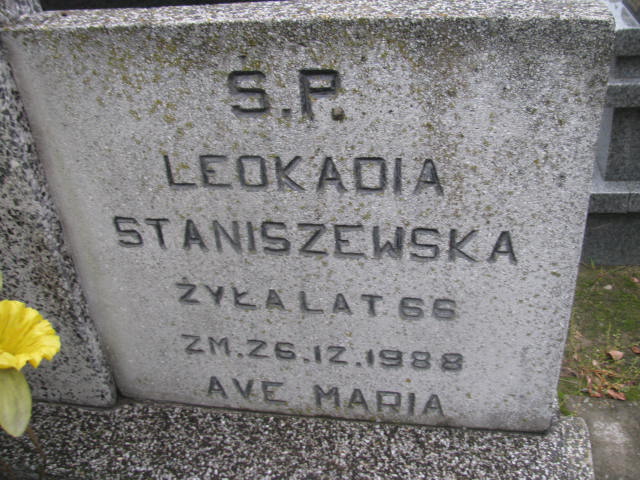 Ś.P.
LEOKADIA
STANISZEWSKA
ŻYŁA LAT 66
ZM. 26.12.1988
AVE MARIA